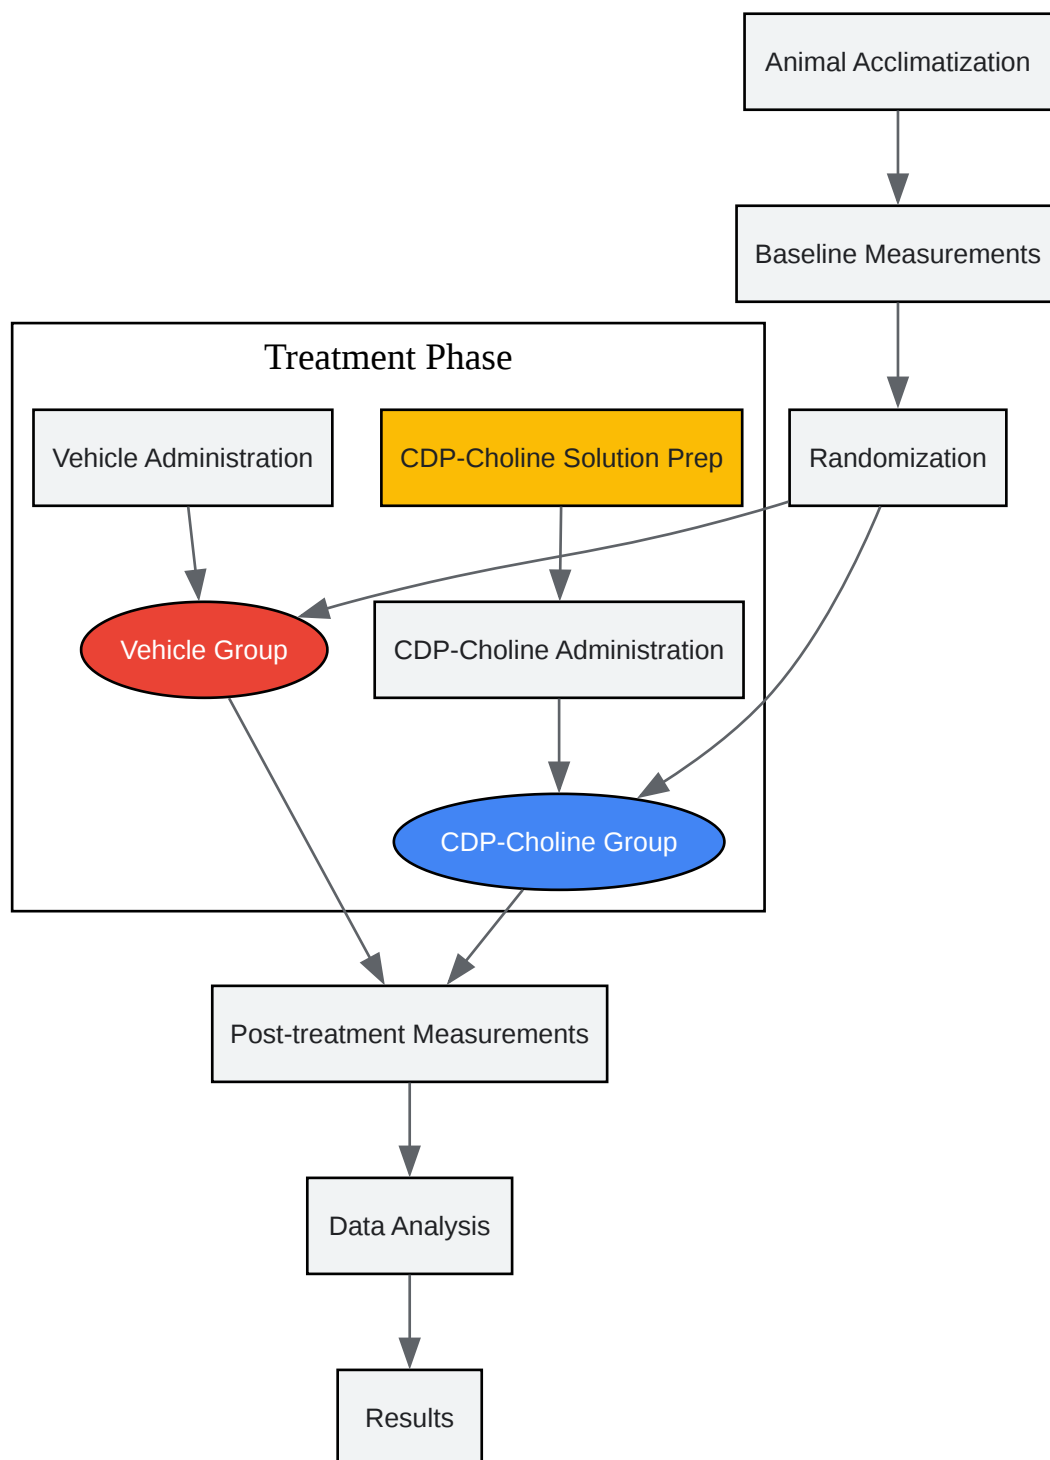 Animal Acclimatization
Baseline Measurements
Treatment Phase
Vehicle Administration
CDP-Choline Solution Prep
Randomization
Vehicle Group
CDP-Choline Administration
CDP-Choline Group
Post-treatment Measurements
Data Analysis
Results